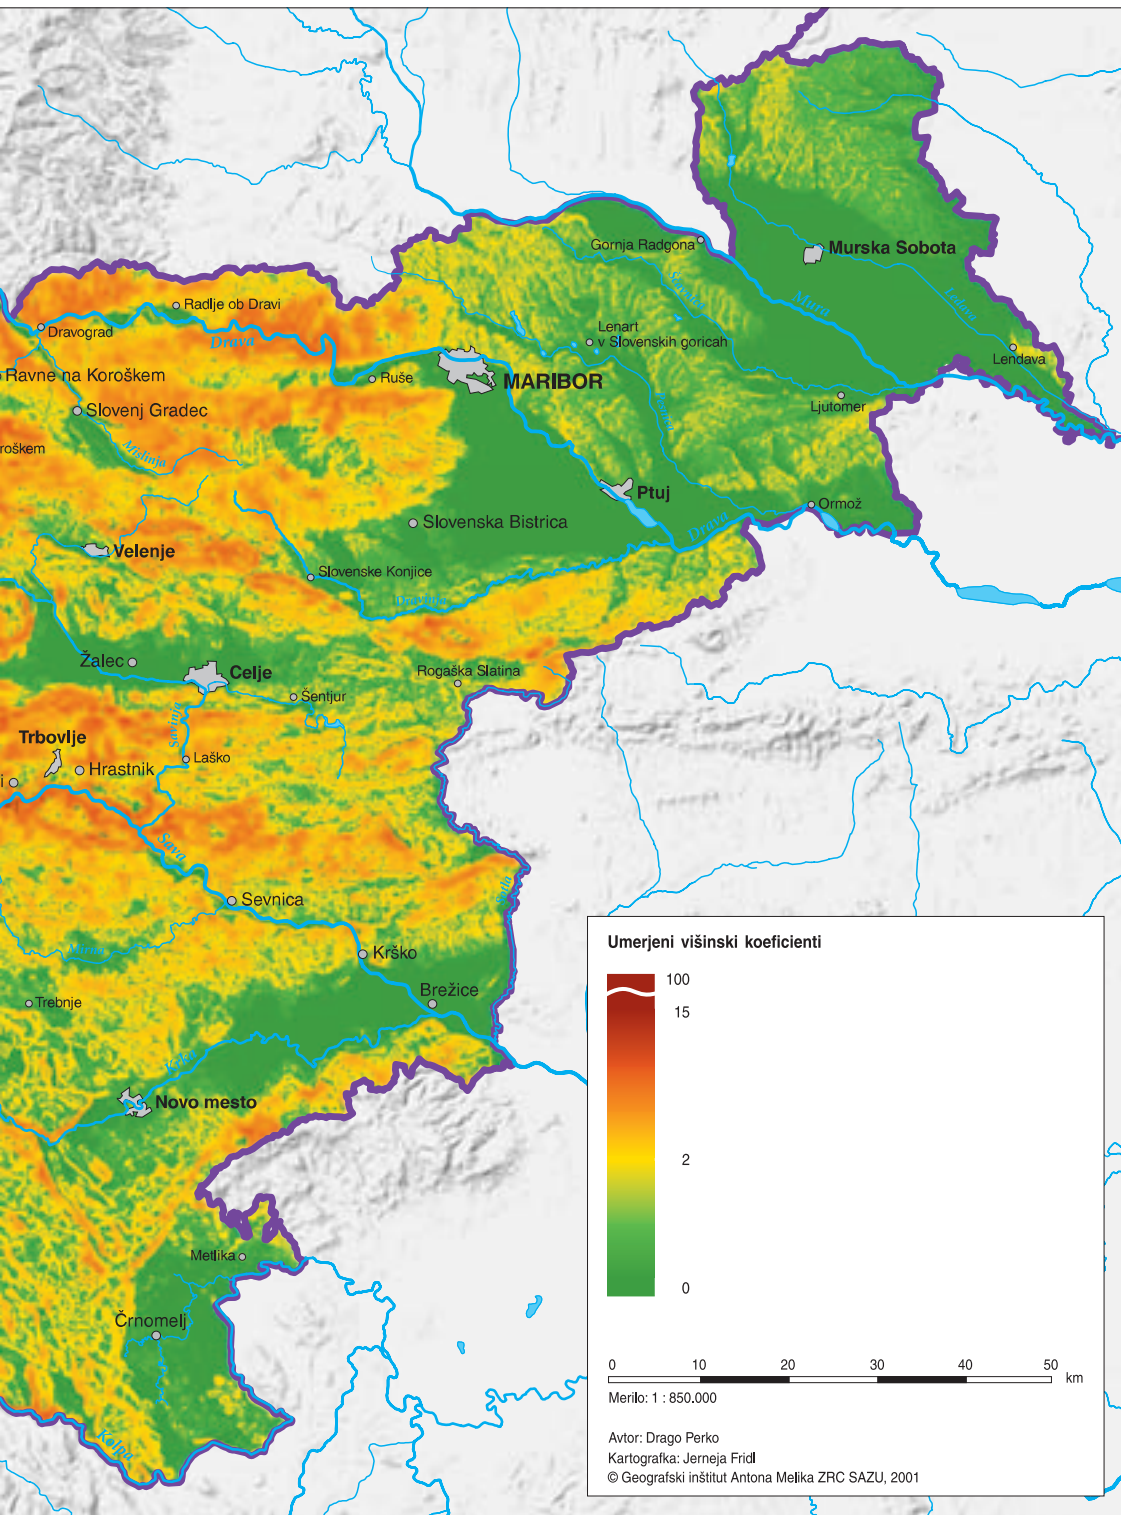 Gornja Radgona
Murska Sobota
Ščavnica
Mura
Ledava
Radlje ob Dravi
Dravograd
Drava
Lenart
v Slovenskih goricah
Lendava
Ravne na Koroškem
Ruše
MARIBOR
Slovenj Gradec
Pesnica
Ljutomer
roškem
Mislinja
Ptuj
Ormož
Slovenska Bistrica
Drava
Velenje
Slovenske Konjice
Dravinja
Žalec
Celje
Rogaška Slatina
Šentjur
Savinja
Trbovlje
Laško
Hrastnik
i
Sava
Sotla
Sevnica
Mirna
Krško
Brežice
Trebnje
Krka
Novo mesto
Metlika
Črnomelj
Kolpa
Umerjeni višinski koeficienti
100
15
2
0
0 10 20 30 40 50
km
Merilo: 1 : 850.000
Avtor: Drago Perko
Kartografka: Jerneja Fridl
© Geografski inštitut Antona Melika ZRC SAZU, 2001